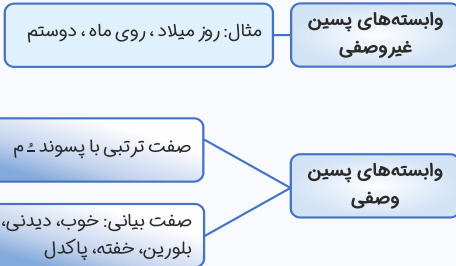 وابسته‌های پسین
غیروصفی
مثال: روز میلاد ، روی ماه ، دوستم
وابسته‌های پسین
وصفی
صفت ترتبی با پسوند ـُ م
صفت بیانی: خوب، دیدنی،
بلورین، خفته، پاکدل